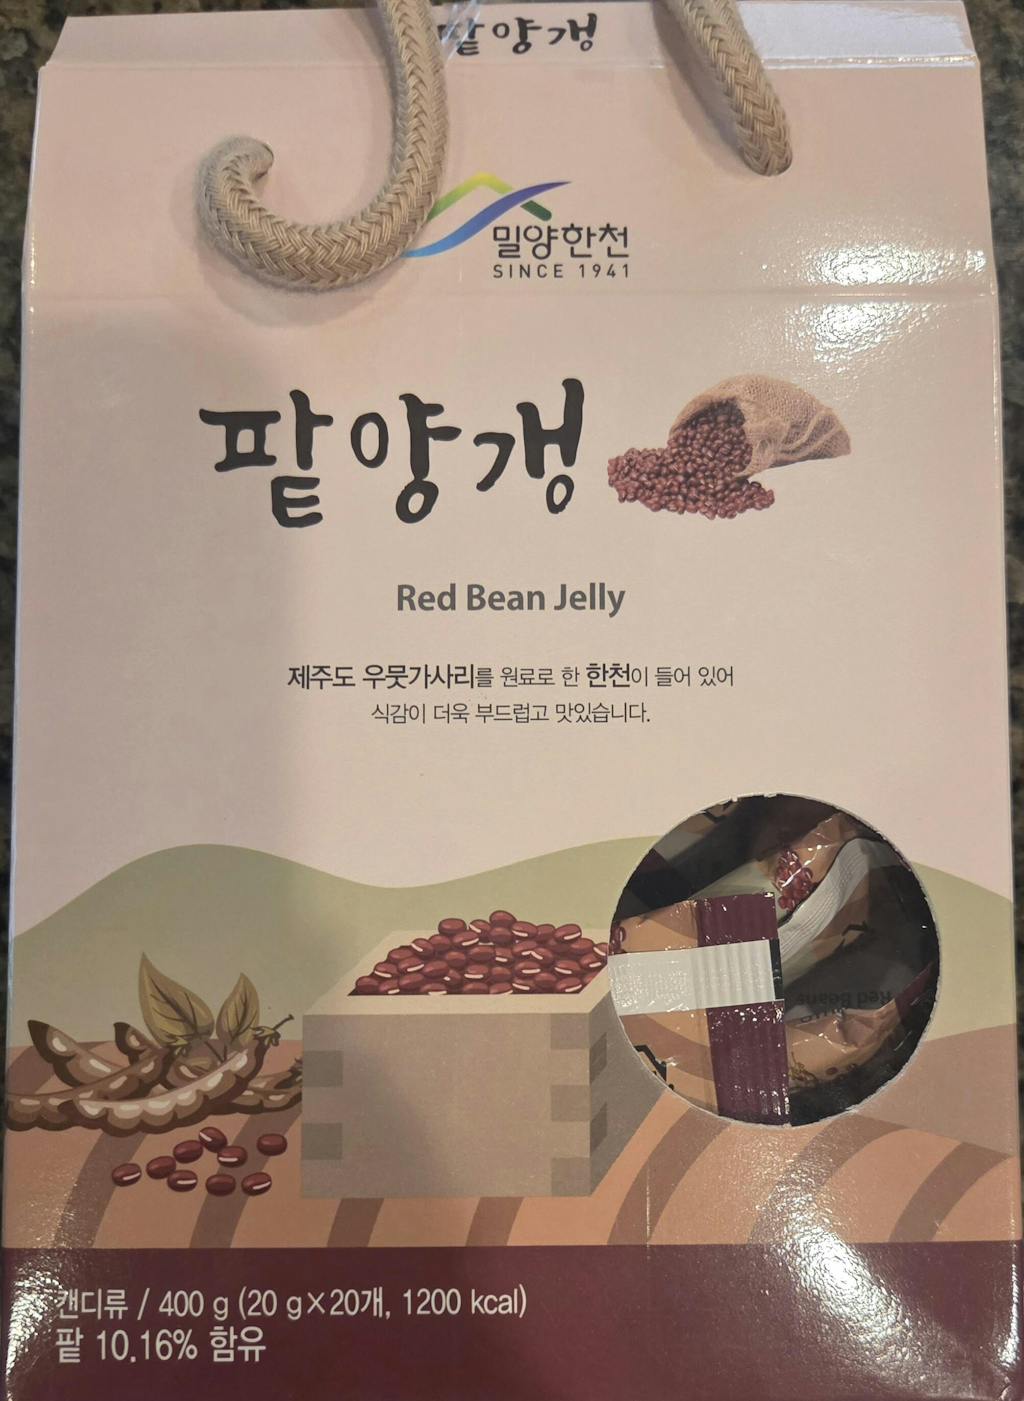 팥양갱
밀양한천
SINCE 1941
팥양갱
Red Bean Jelly
제주도 우뭇가사리를 원료로 한 한천이 들어 있어
식감이 더욱 부드럽고 맛있습니다.
Red Beans
캔디류 / 400 g (20 g×20개, 1200 kcal)
팥 10.16% 함유